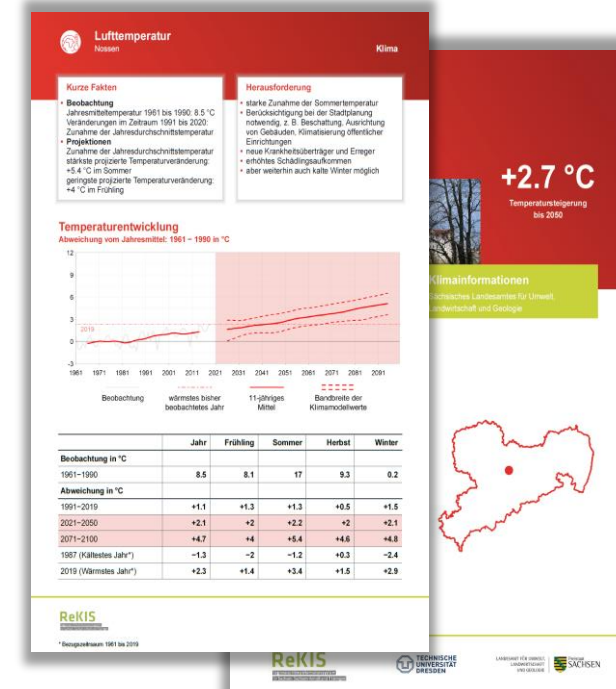 Lufttemperatur
Nossen
Klima
Kurze Fakten
• Beobachtung
Jahresmitteltemperatur 1961 bis 1990: 8.5 °C
Veränderungen im Zeitraum 1991 bis 2020:
Zunahme der Jahresdurchschnittstemperatur
• Projektionen
Zunahme der Jahresdurchschnittstemperatur
stärkste projizierte Temperaturveränderung:
+5.4 °C im Sommer
geringste projizierte Temperaturveränderung:
+4 °C im Frühling
Herausforderung
• starke Zunahme der Sommertemperatur
• Berücksichtigung bei der Stadtplanung
notwendig, z. B. Beschattung, Ausrichtung
von Gebäuden, Klimatisierung öffentlicher
Einrichtungen
• neue Krankheitsüberträger und Erreger
• erhöhtes Schädlingsaufkommen
• aber weiterhin auch kalte Winter möglich
Temperaturentwicklung
Abweichung vom Jahresmittel: 1961 − 1990 in °C
12
9
6
3
2019
0
-3
1961 1971 1981 1991 2001 2011 2021 2031 2041 2051 2061 2071 2081 2091
Beobachtung
wärmstes bisher
beobachtetes Jahr
11-jähriges
Mittel
Bandbreite der
Klimamodellwerte
Jahr Frühling Sommer Herbst Winter
Beobachtung in °C
1961−1990 8.5 8.1 17 9.3 0.2
Abweichung in °C
1991−2019 +1.1 +1.3 +1.3 +0.5 +1.5
2021−2050 +2.1 +2 +2.2 +2 +2.1
2071−2100 +4.7 +4 +5.4 +4.6 +4.8
1987 (Kältestes Jahr*) −1.3 −2 −1.2 +0.3 −2.4
2019 (Wärmstes Jahr*) +2.3 +1.4 +3.4 +1.5 +2.9
ReKIS
* Bezugszeitraum 1961 bis 2019
+2.7 °C
Temperatursteigerung
bis 2050
Klimainformationen
Sächsisches Landesamtes für Umwelt,
Landwirtschaft und Geologie
ReKIS
TECHNISCHE
UNIVERSITÄT
DRESDEN
LANDESAMT FÜR UMWELT,
LANDWIRTSCHAFT
UND GEOLOGIE
Freistaat
SACHSEN